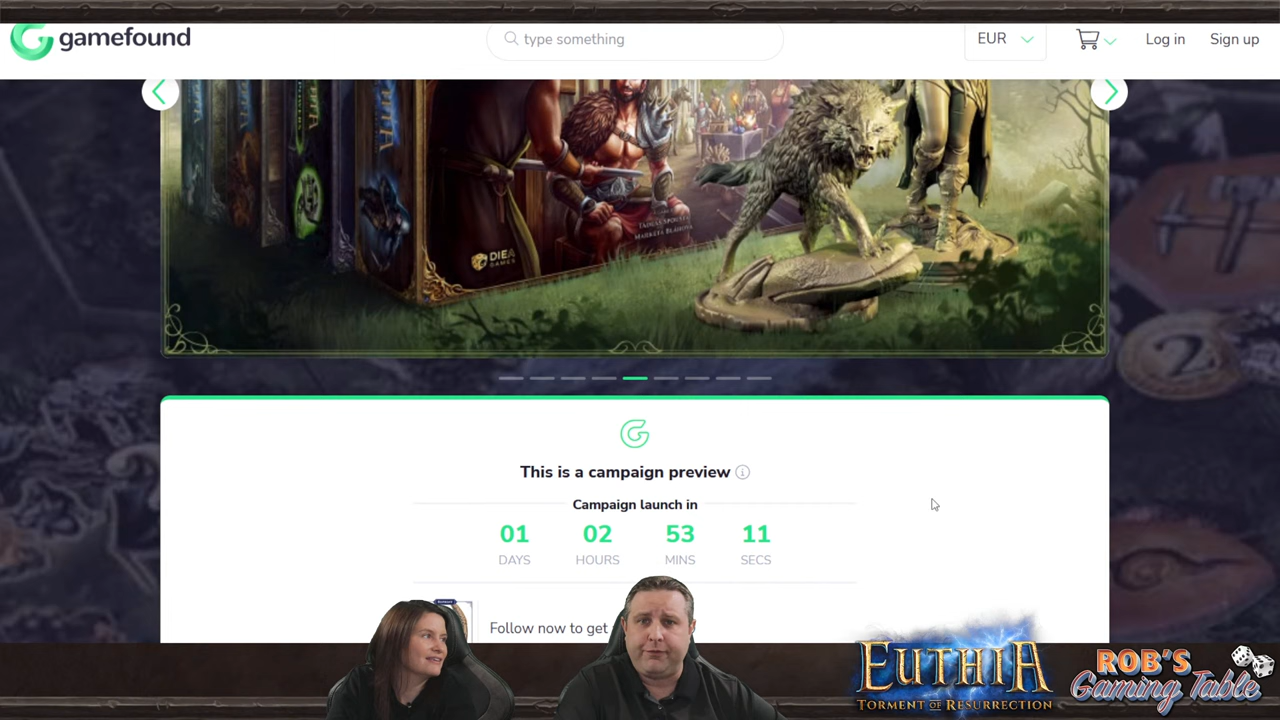 gamefound
type something
EUR
Log in
Sign up
DIEA
GAMES
This is a campaign preview
Campaign launch in
01 02 53 11
DAYS HOURS MINS SECS
Follow now to get
2
EUTHIA
TORMENT OF RESURRECTION
ROB'S
Gaming Table